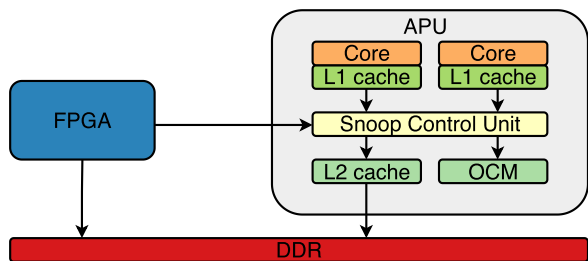 APU
Core
Core
L1 cache
L1 cache
FPGA
Snoop Control Unit
L2 cache
OCM
DDR